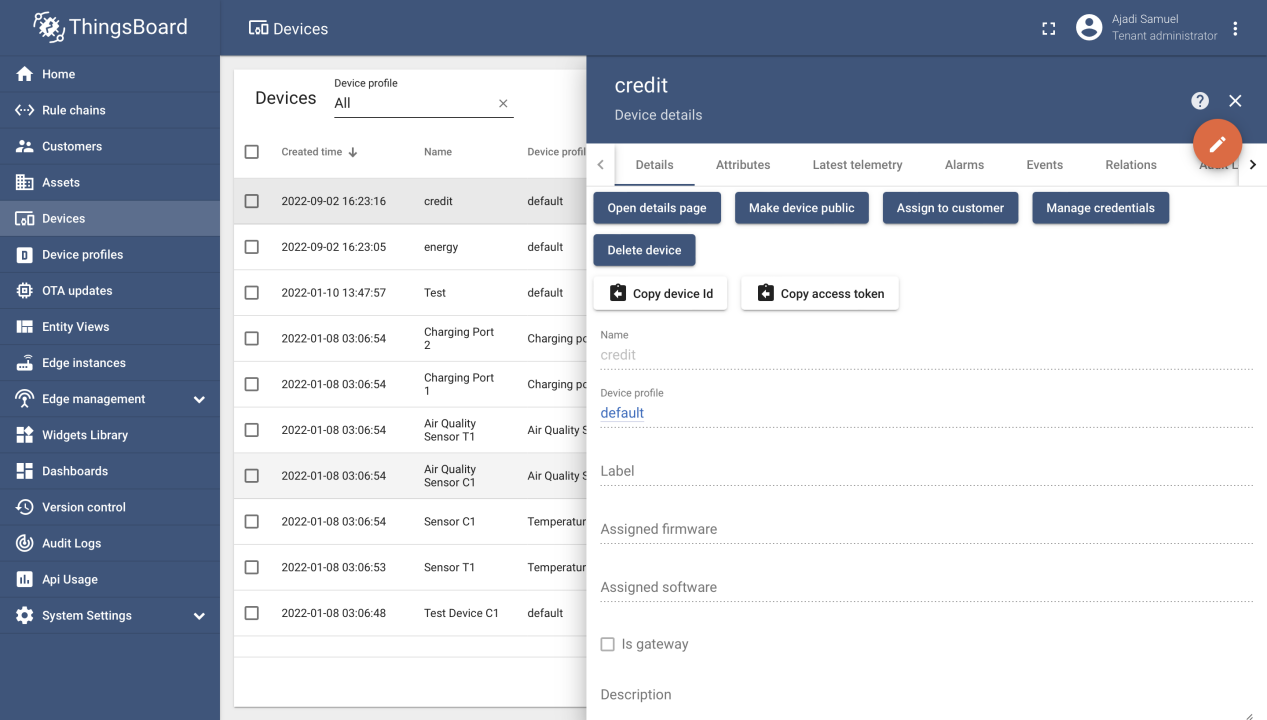 ThingsBoard
Devices
Ajadi Samuel
Tenant administrator
Home
Rule chains
Customers
Assets
Devices
Device profiles
OTA updates
Entity Views
Edge instances
Edge management
Widgets Library
Dashboards
Version control
Audit Logs
Api Usage
System Settings
Devices
Device profile
All
Created time Name Device profil
2022-09-02 16:23:16 credit default
2022-09-02 16:23:05 energy default
2022-01-10 13:47:57 Test default
2022-01-08 03:06:54 Charging Port 2 Charging po
2022-01-08 03:06:54 Charging Port 1 Charging po
2022-01-08 03:06:54 Air Quality Sensor T1 Air Quality S
2022-01-08 03:06:54 Air Quality Sensor C1 Air Quality S
2022-01-08 03:06:54 Sensor C1 Temperatur
2022-01-08 03:06:53 Sensor T1 Temperatur
2022-01-08 03:06:48 Test Device C1 default
credit
Device details
Details Attributes Latest telemetry Alarms Events Relations Audit L
Open details page Make device public Assign to customer Manage credentials
Delete device
Copy device Id Copy access token
Name
credit
Device profile
default
Label
Assigned firmware
Assigned software
Is gateway
Description